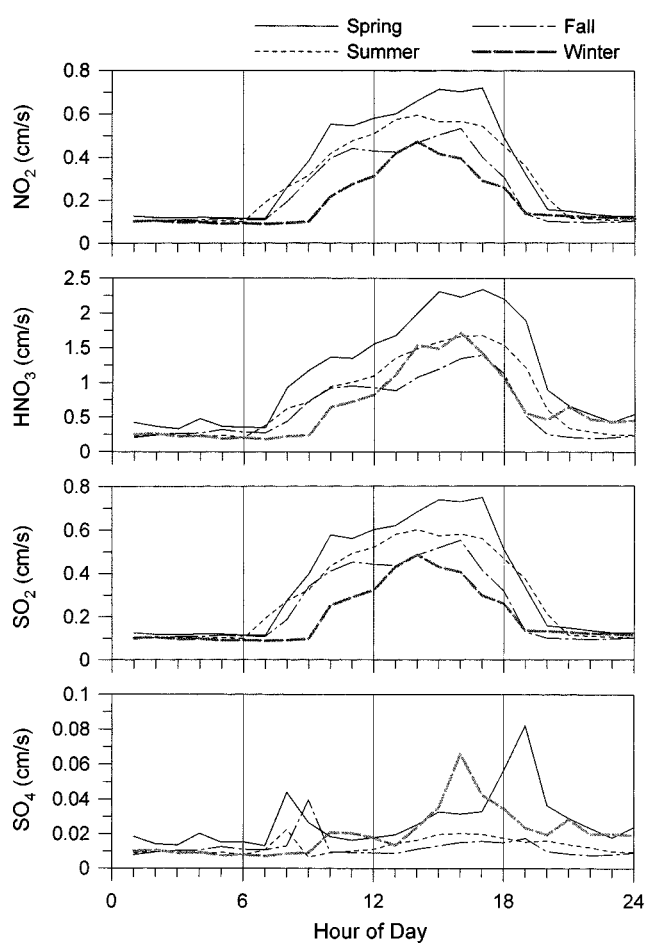 Spring Fall
Summer Winter
0.8
0.6
0.4
0.2
0
NO₂ (cm/s)
2.5
2
1.5
1
0.5
0
HNO₃ (cm/s)
0.8
0.6
0.4
0.2
0
SO₂ (cm/s)
0.1
0.08
0.06
0.04
0.02
0
SO₄ (cm/s)
0 6 12 18 24
Hour of Day